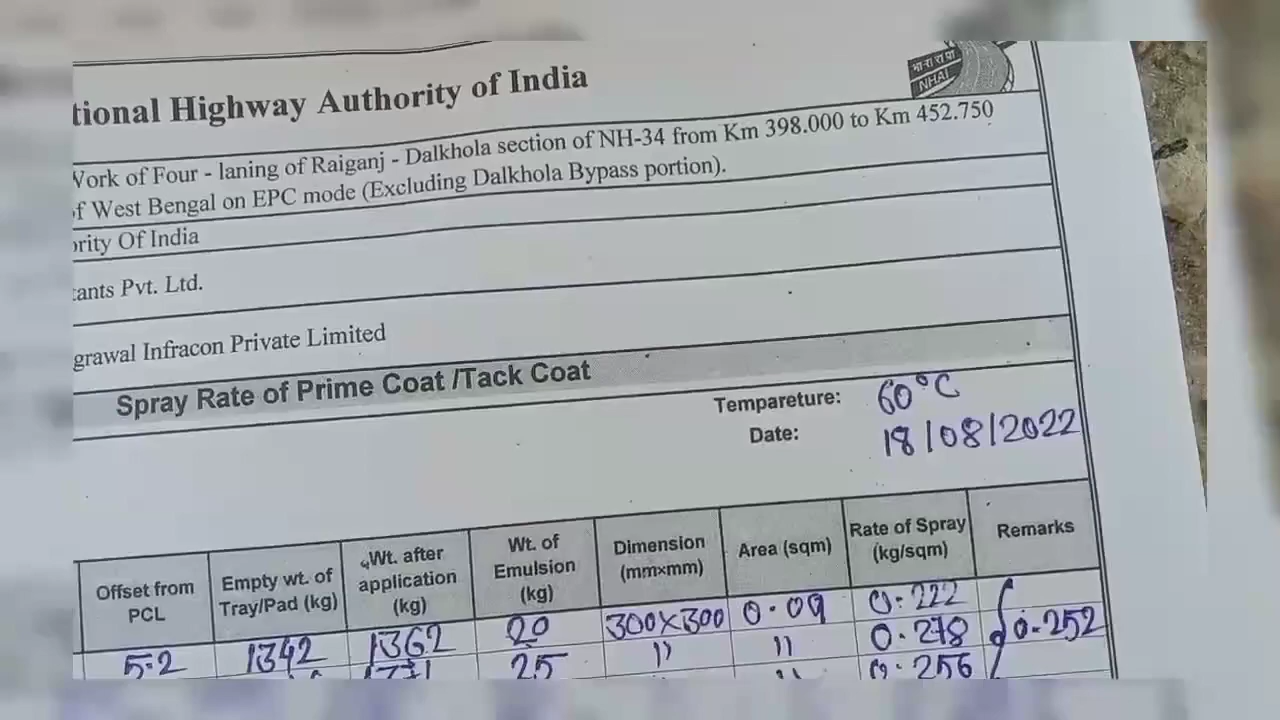 भा रा रा प्रा
NHAI
tional Highway Authority of India
Work of Four - laning of Raiganj - Dalkhola section of NH-34 from Km 398.000 to Km 452.750
of West Bengal on EPC mode (Excluding Dalkhola Bypass portion).
ority Of India
tants Pvt. Ltd.
grawal Infracon Private Limited
Spray Rate of Prime Coat /Tack Coat
Tempareture: 60°C
Date: 18/08/2022
Offset from PCL Empty wt. of Tray/Pad (kg) Wt. after application (kg) Wt. of Emulsion (kg) Dimension (mm×mm) Area (sqm) Rate of Spray (kg/sqm) Remarks
5.2 1342 1362 20 300×300 0.09 0.222
25 " " 0.278 0.252
0.256